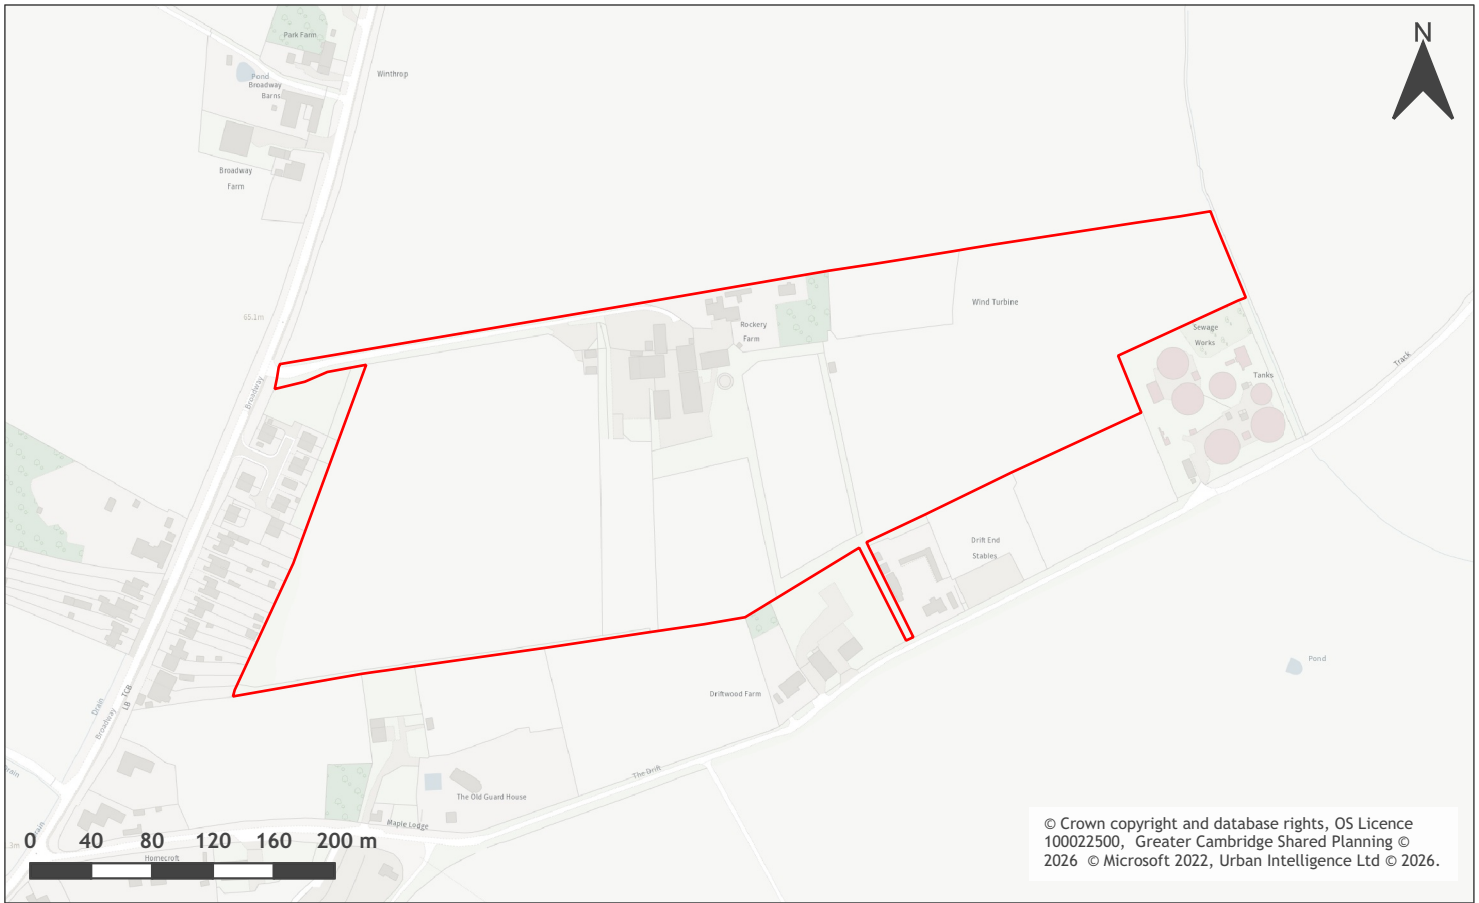 Park Farm
N
Winthrop
Pond
Broadway
Barns
Broadway
Farm
65.1m
Wind Turbine
Rockery
Farm
Sewage
Works
Track
Tanks
Broadway
Drift End
Stables
Pond
TCB
LB
Drain
Broadway
Driftwood Farm
The Drift
The Old Guard House
Maple Lodge
Homecroft
0 40 80 120 160 200 m
© Crown copyright and database rights, OS Licence
100022500, Greater Cambridge Shared Planning ©
2026 © Microsoft 2022, Urban Intelligence Ltd © 2026.